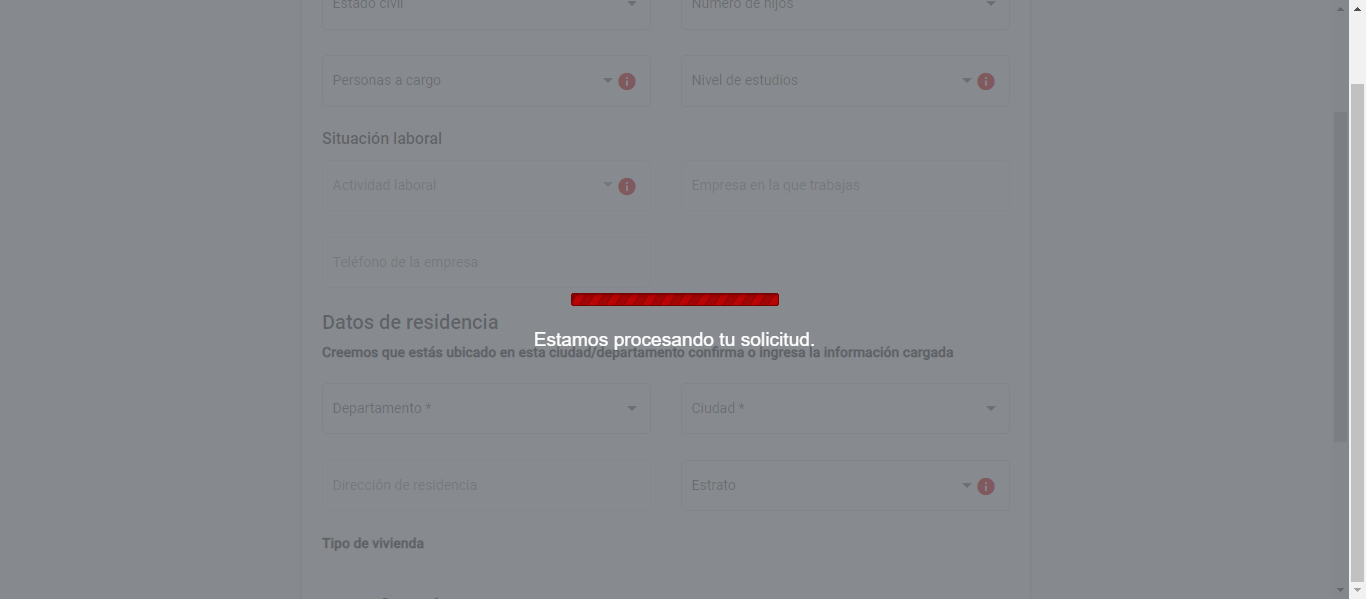 Estado civil
Número de hijos
Personas a cargo
Nivel de estudios
Situación laboral
Actividad laboral
Empresa en la que trabajas
Teléfono de la empresa
Datos de residencia
Estamos procesando tu solicitud.
Creemos que estás ubicado en esta ciudad/departamento confirma o ingresa la información cargada
Departamento *
Ciudad *
Dirección de residencia
Estrato
Tipo de vivienda